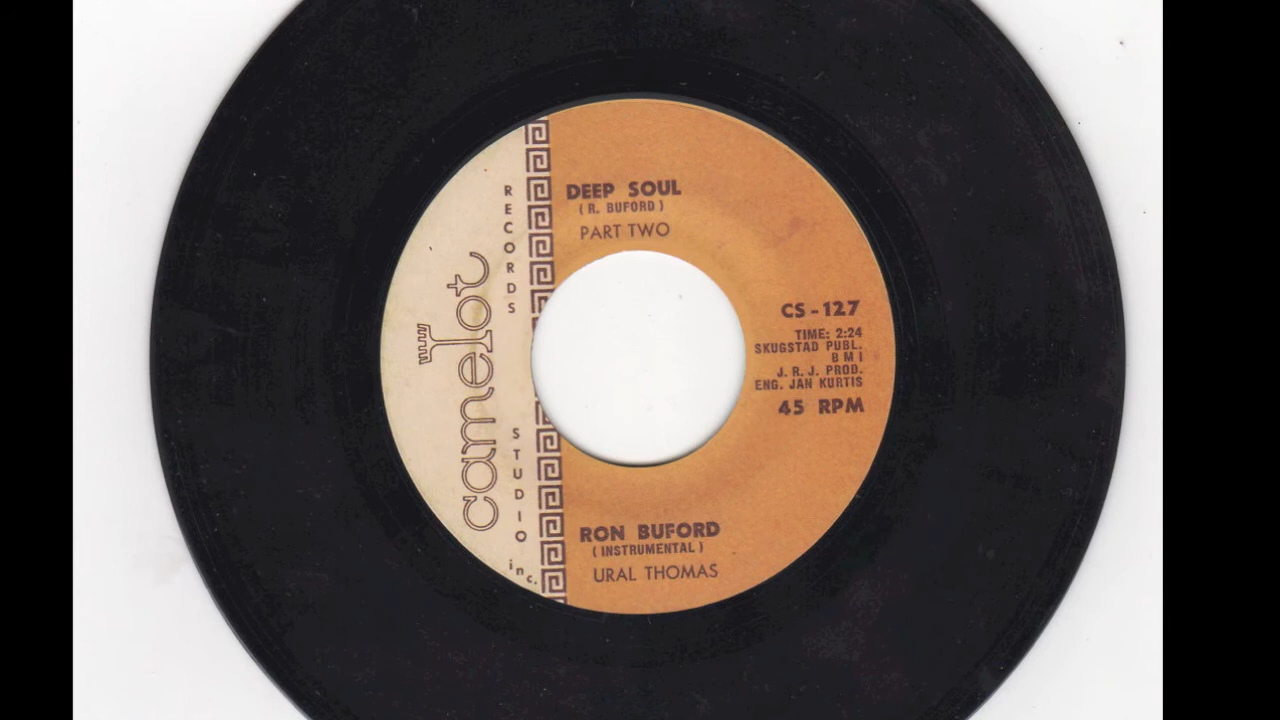 camelot
RECORDS
STUDIO inc.
DEEP SOUL
( R. BUFORD )
PART TWO
CS - 127
TIME: 2:24
SKUGSTAD PUBL.
B M I
J. R. J. PROD.
ENG. JAN KURTIS
45 RPM
RON BUFORD
( INSTRUMENTAL )
URAL THOMAS